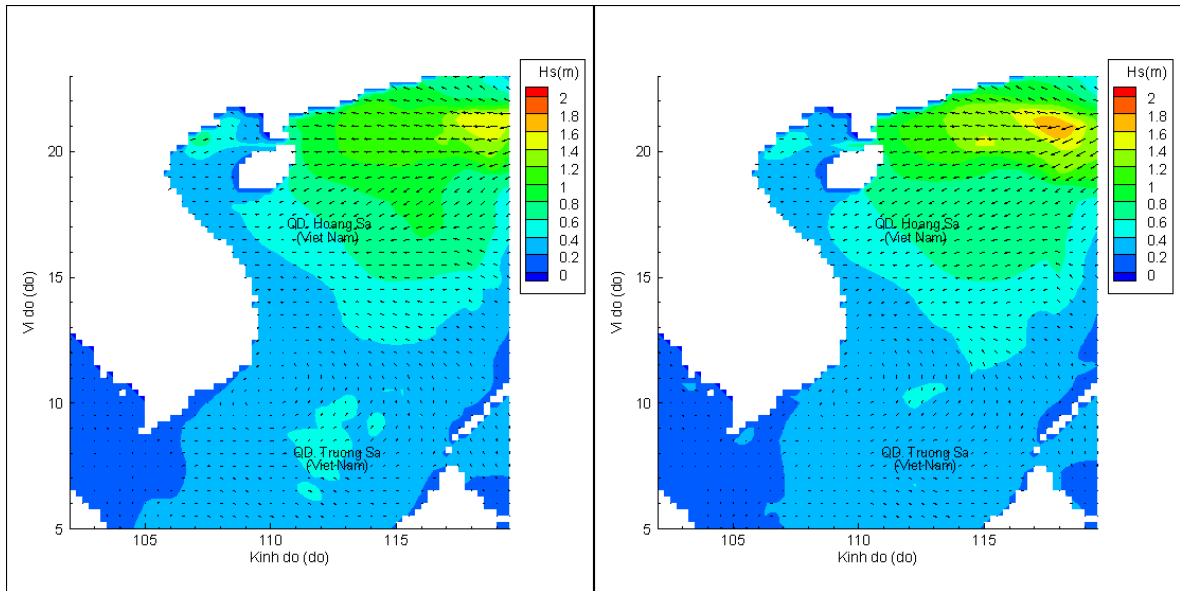 Hs(m)
2
1.8
1.6
1.4
1.2
1
0.8
0.6
0.4
0.2
0
20
15
10
5
Vi do (do)
QD. Hoang Sa
(Viet Nam)
QD. Truong Sa
(Viet Nam)
105
110
115
Kinh do (do)
Hs(m)
2
1.8
1.6
1.4
1.2
1
0.8
0.6
0.4
0.2
0
20
15
10
5
Vi do (do)
QD. Hoang Sa
(Viet Nam)
QD. Truong Sa
(Viet Nam)
105
110
115
Kinh do (do)